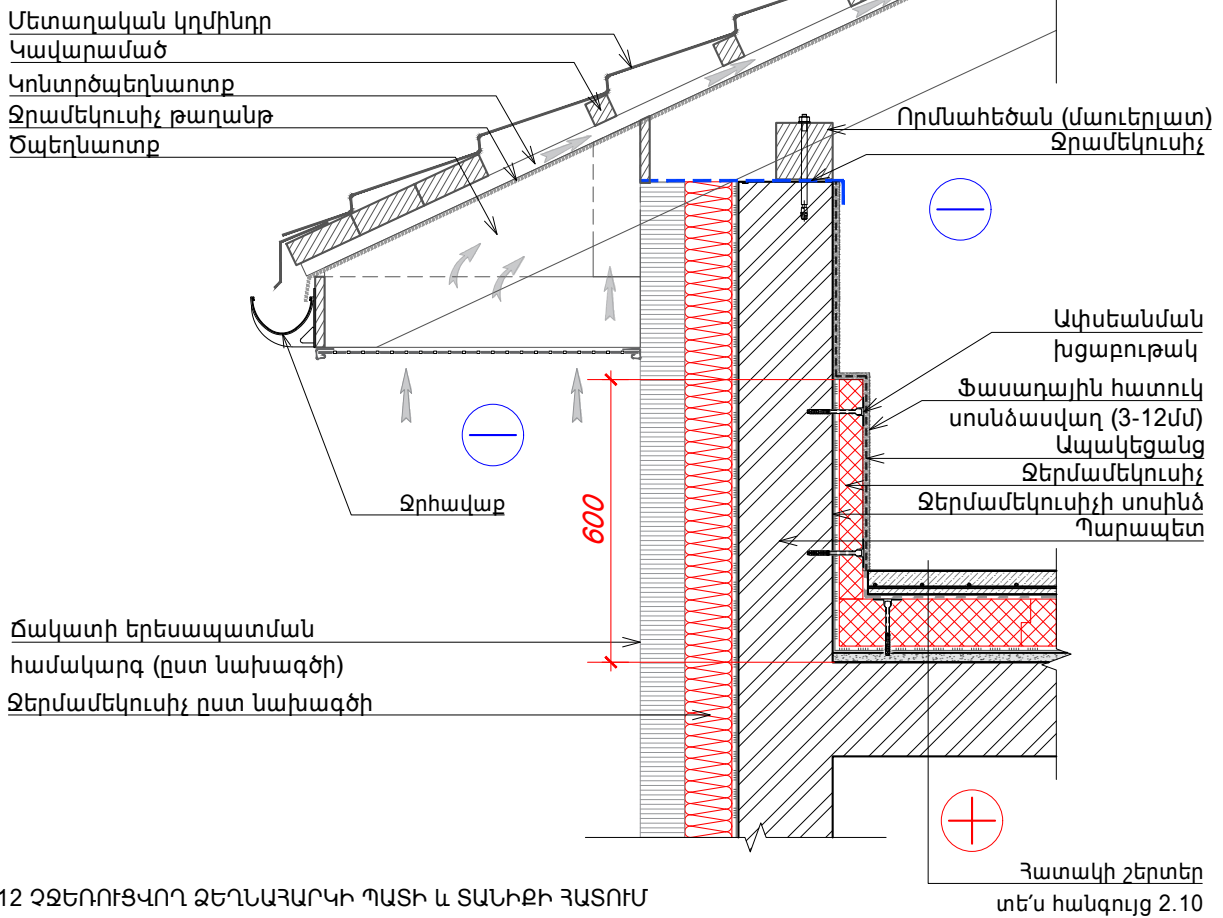 Մետաղական կղմինդր
Կավարամած
Կոնտրծպեղնաոտք
Ջրամեկուսիչ թաղանթ
Ծպեղնաոտք
Որմնահեծան (մաուերլատ)
Ջրամեկուսիչ
Ափսեանման
խցաբութակ
Ֆասադային հատուկ
սոսնձասվաղ (3-12մմ)
Ապակեցանց
Ջերմամեկուսիչ
Ջերմամեկուսիչի սոսինձ
Պարապետ
Ջրհավաք
600
Ճակատի երեսապատման
համակարգ (ըստ նախագծի)
Ջերմամեկուսիչ ըստ նախագծի
Հատակի շերտեր
տե՛ս հանգույց 2.10
12 ՉՋԵՌՈՒՑՎՈՂ ՁԵՂՆԱՀԱՐԿԻ ՊԱՏԻ և ՏԱՆԻՔԻ ՀԱՏՈՒՄ